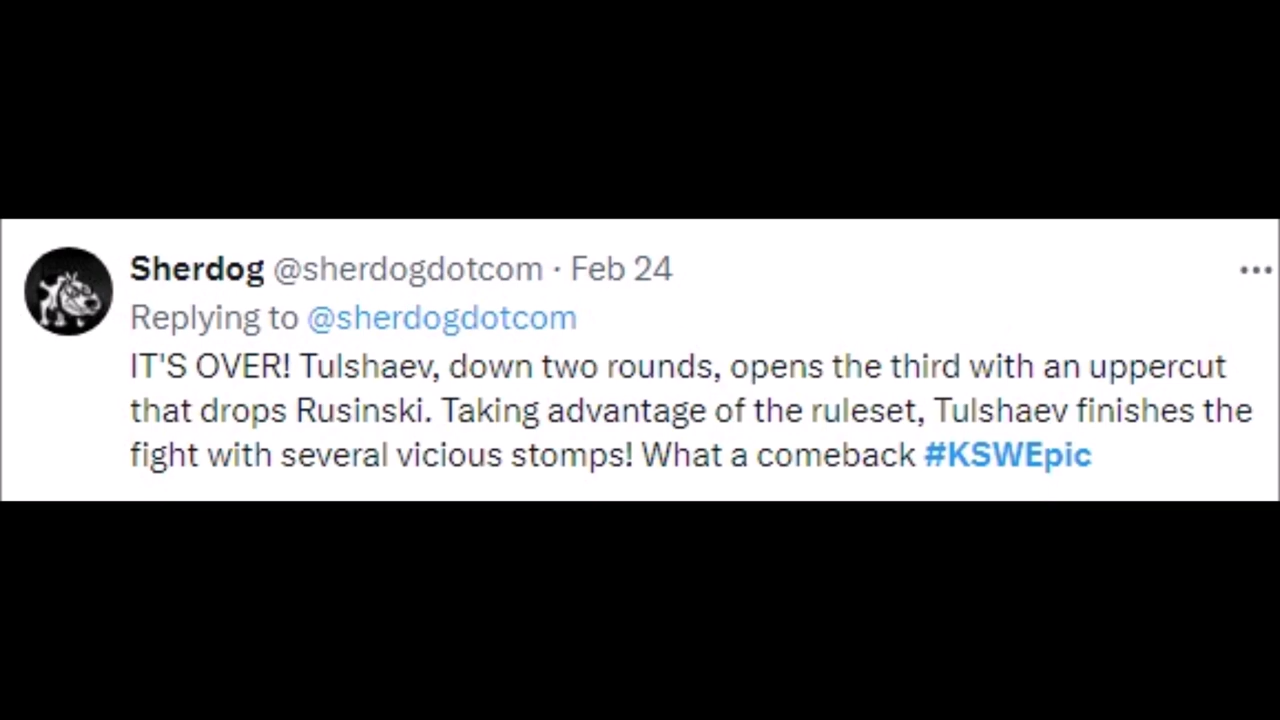 Sherdog @sherdogdotcom · Feb 24
Replying to @sherdogdotcom
IT'S OVER! Tulshaev, down two rounds, opens the third with an uppercut
that drops Rusinski. Taking advantage of the ruleset, Tulshaev finishes the
fight with several vicious stomps! What a comeback #KSWEpic